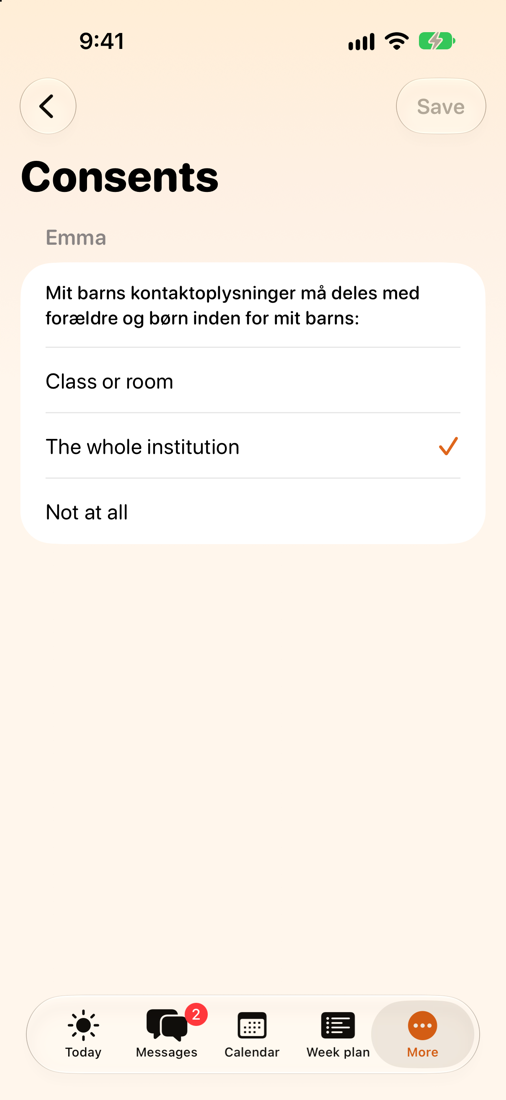 9:41
Save
Consents
Emma
Mit barns kontaktoplysninger må deles med
forældre og børn inden for mit barns:
Class or room
The whole institution
Not at all
2
Today
Messages
Calendar
Week plan
More